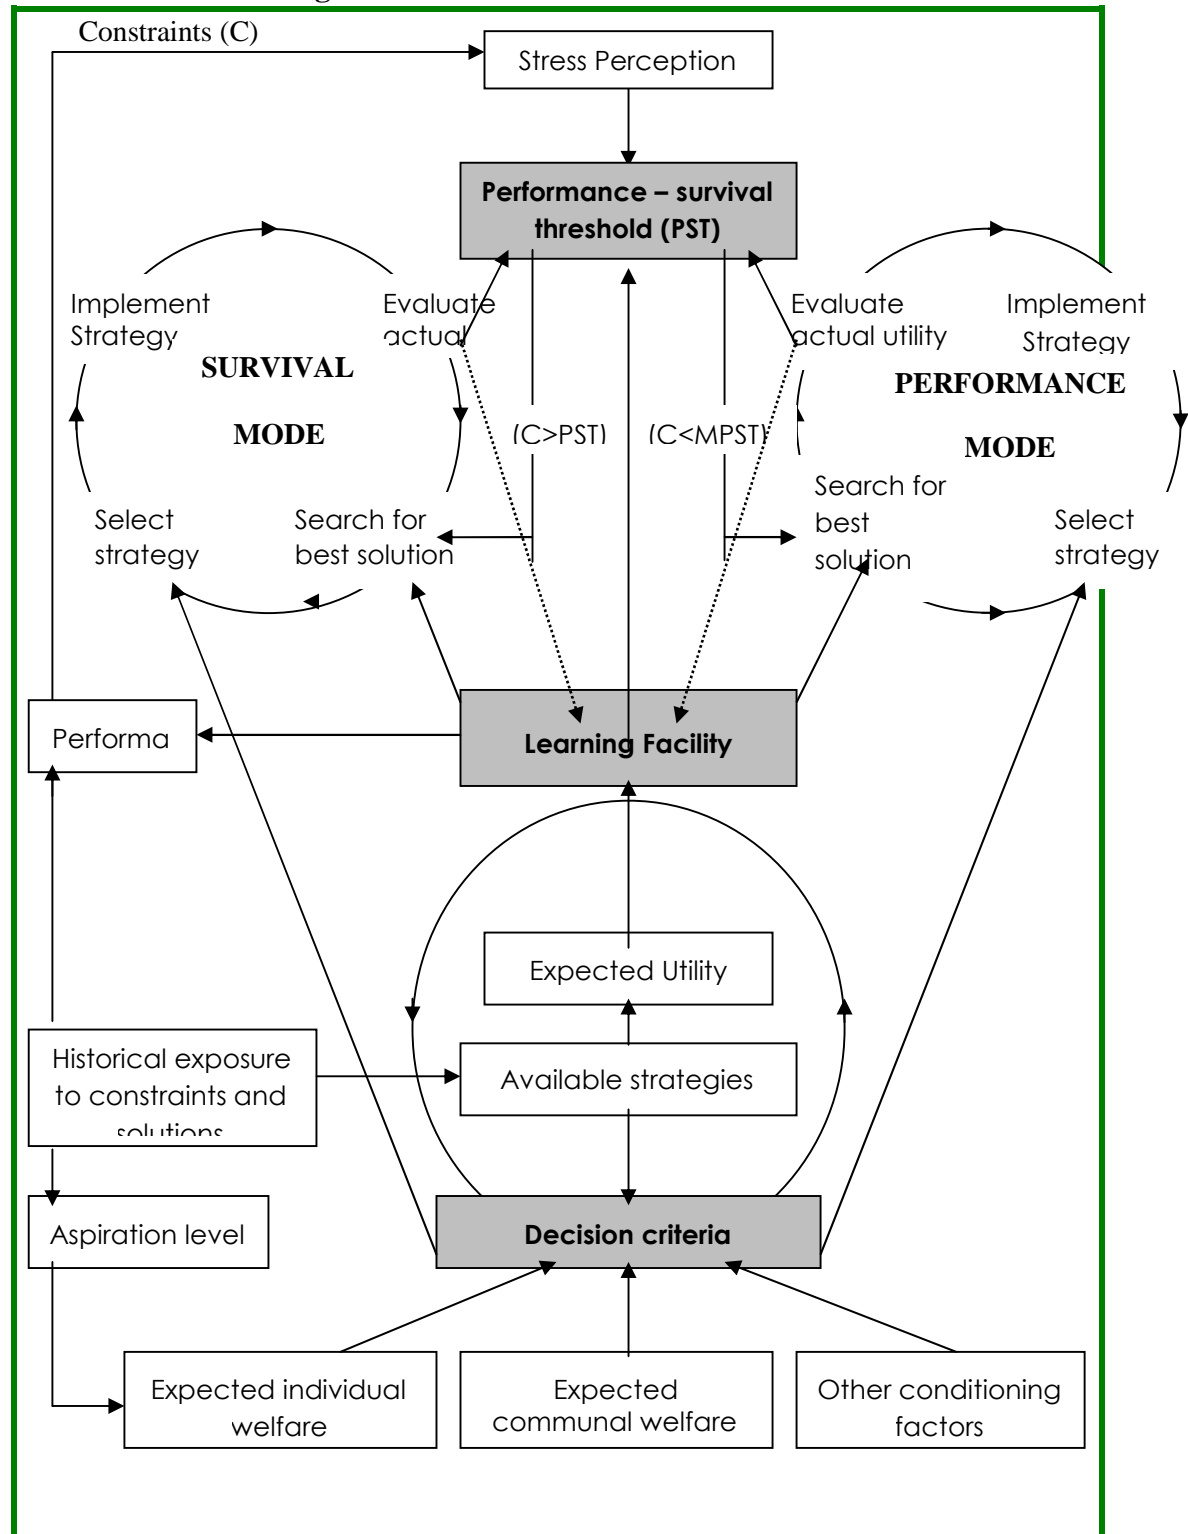 Constraints (C)
Stress Perception
Performance – survival
threshold (PST)
Implement
Strategy
Evaluate
actual
Evaluate
actual utility
Implement
Strategy
SURVIVAL
MODE
PERFORMANCE
MODE
(C>PST)
(C<MPST)
Select
strategy
Search for
best solution
Search for
best
solution
Select
strategy
Performa
Learning Facility
Expected Utility
Historical exposure
to constraints and
solutions
Available strategies
Aspiration level
Decision criteria
Expected individual
welfare
Expected
communal welfare
Other conditioning
factors